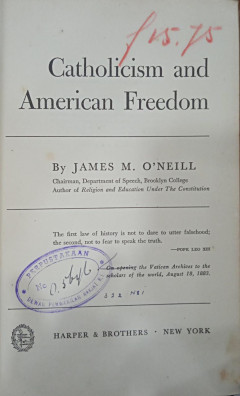 f 15.75
Catholicism and
American Freedom
By JAMES M. O'NEILL
Chairman, Department of Speech, Brooklyn College
Author of Religion and Education Under The Constitution
The first law of history is not to dare to utter falsehood;
the second, not to fear to speak the truth.
—POPE LEO XIII
On opening the Vatican Archives to the
scholars of the world, August 18, 1883.
PERPUSTAKAAN
No
HARPER & BROTHERS · NEW YORK